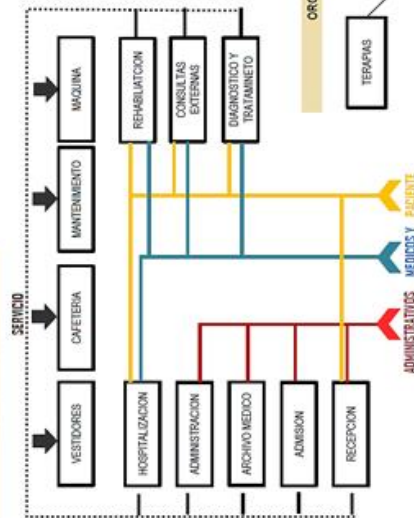 SERVICIO
VESTIDORES
CAFETERIA
MANTENIMIENTO
MAQUINA
HOSPITALIZACION
REHABILIATCION
ADMINISTRACION
CONSULTAS
EXTERNAS
ARCHIVO MEDICO
DIAGNOSTICO Y
TRATAMINETO
ADMISION
RECEPCION
ADMINISTRATIVOS
MEDICOS Y
PACIENTE
ORG
TERAPIAS